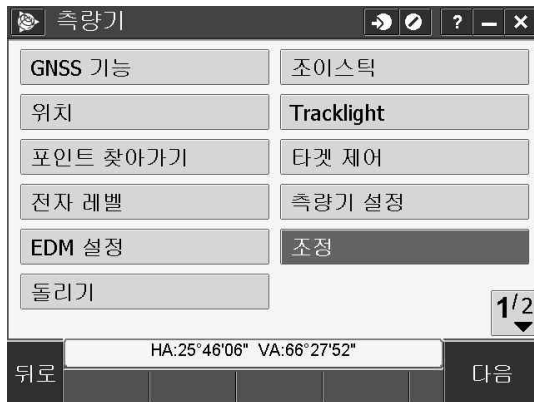 측량기
?
GNSS 기능
조이스틱
위치
Tracklight
포인트 찾아가기
타겟 제어
전자 레벨
측량기 설정
EDM 설정
조정
돌리기
1/2
HA:25°46'06" VA:66°27'52"
뒤로
다음